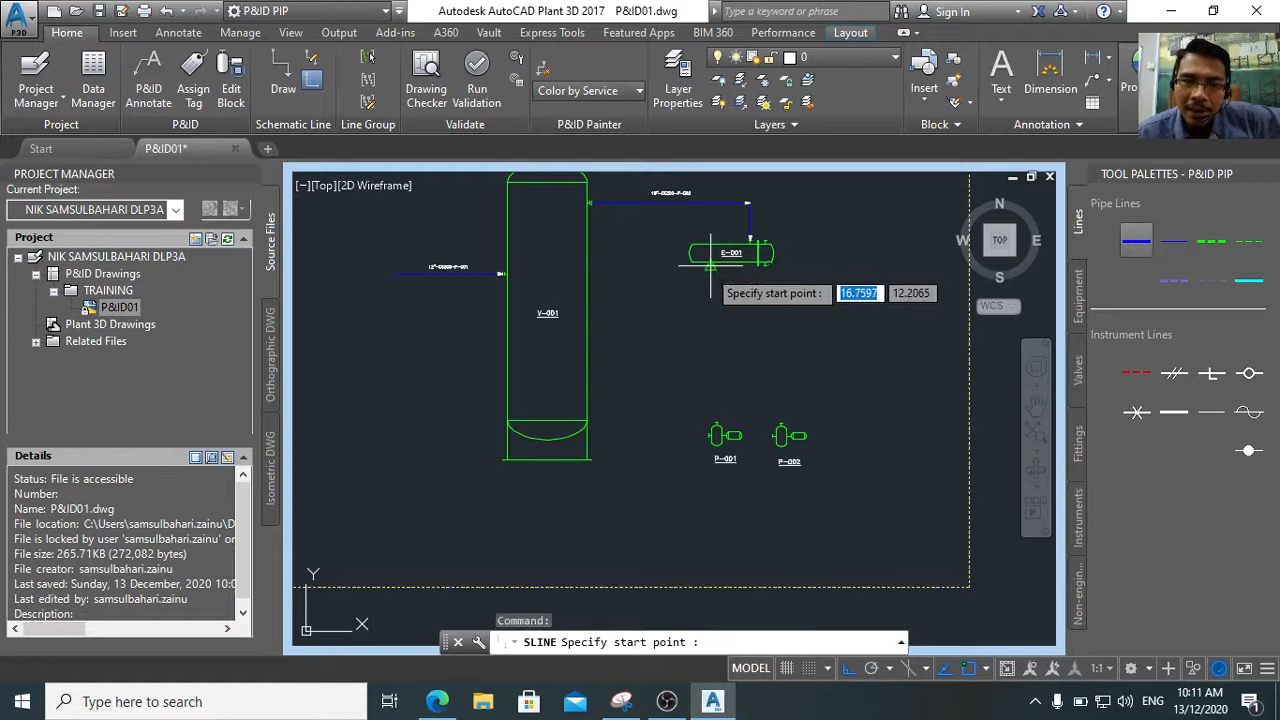 P3D
P&ID PIP
Autodesk AutoCAD Plant 3D 2017 P&ID01.dwg
Type a keyword or phrase
Sign In
Home Insert Annotate Manage View Output A360 Vault Express Tools Featured Apps BIM 360 Performance Layout
Project Manager
Data Manager
P&ID Annotate
Assign Tag
Edit Block
Draw
Drawing Checker
Run Validation
Color by Service
Layer Properties
0
Insert
Text
Dimension
Project P&ID Schematic Line Line Group Validate P&ID Painter Layers Block Annotation
Start P&ID01*
PROJECT MANAGER
Current Project:
NIK SAMSULBAHARI DLP3A
Project
NIK SAMSULBAHARI DLP3A
P&ID Drawings
TRAINING
P&ID01
Plant 3D Drawings
Related Files
Details
Status: File is accessible
Number:
Name: P&ID01.dwg
File location: C:\Users\samsulbahari.zainu\D
File is locked by user 'samsulbahari.zainu' or
File size: 265.71KB (272,082 bytes)
File creator: samsulbahari.zainu
Last saved: Sunday, 13 December, 2020 10:0
Last edited by: samsulbahari.zainu
Description:
Source Files
Orthographic DWG
Isometric DWG
[−][Top][2D Wireframe]
E-001
V-001
P-001
P-002
Specify start point : 16.7597 12.2065
N
W TOP E
S
WCS
Y
X
Command:
SLINE Specify start point :
TOOL PALETTES - P&ID PIP
Lines
Equipment
Valves
Fittings
Instruments
Non-engin...
Pipe Lines
Instrument Lines
MODEL
1:1
Type here to search
P3D
ENG
10:11 AM
13/12/2020
1